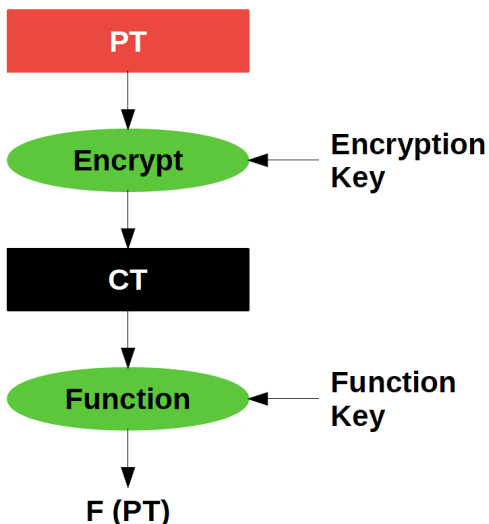 PT
Encrypt
Encryption
Key
CT
Function
Function
Key
F (PT)